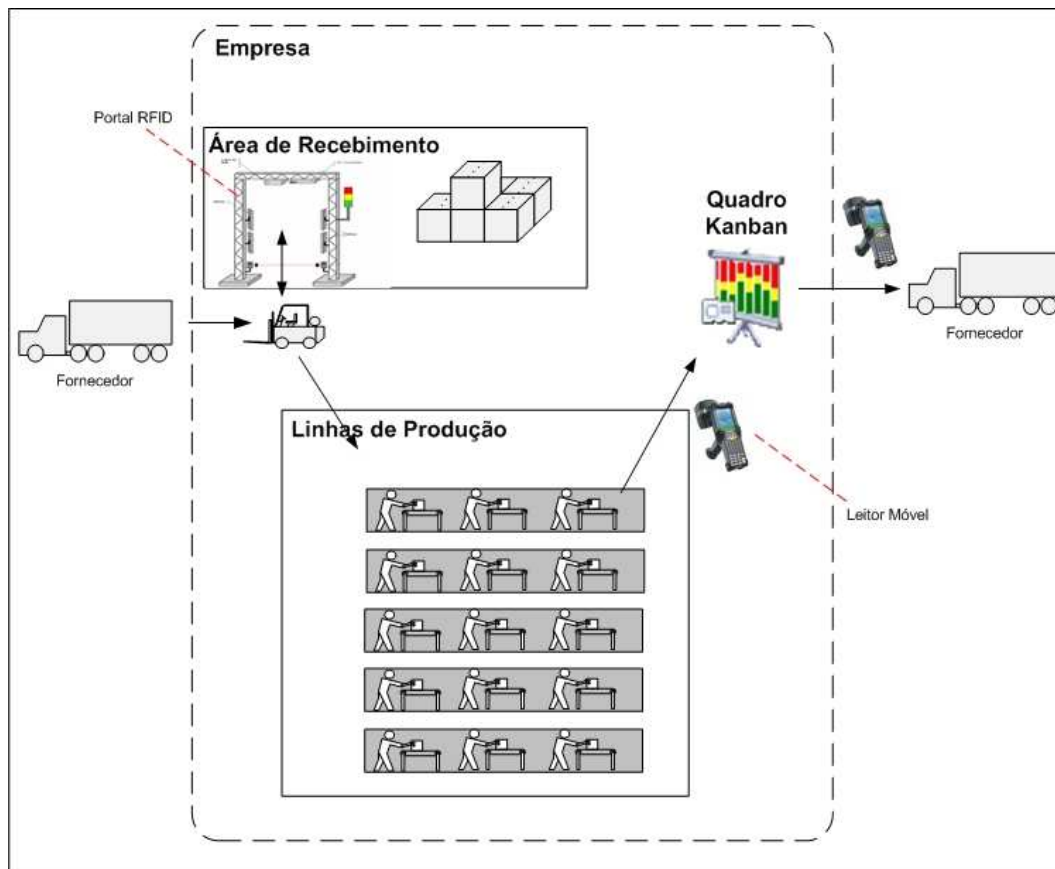 Empresa
Portal RFID
Área de Recebimento
Quadro
Kanban
Fornecedor
Fornecedor
Linhas de Produção
Leitor Móvel